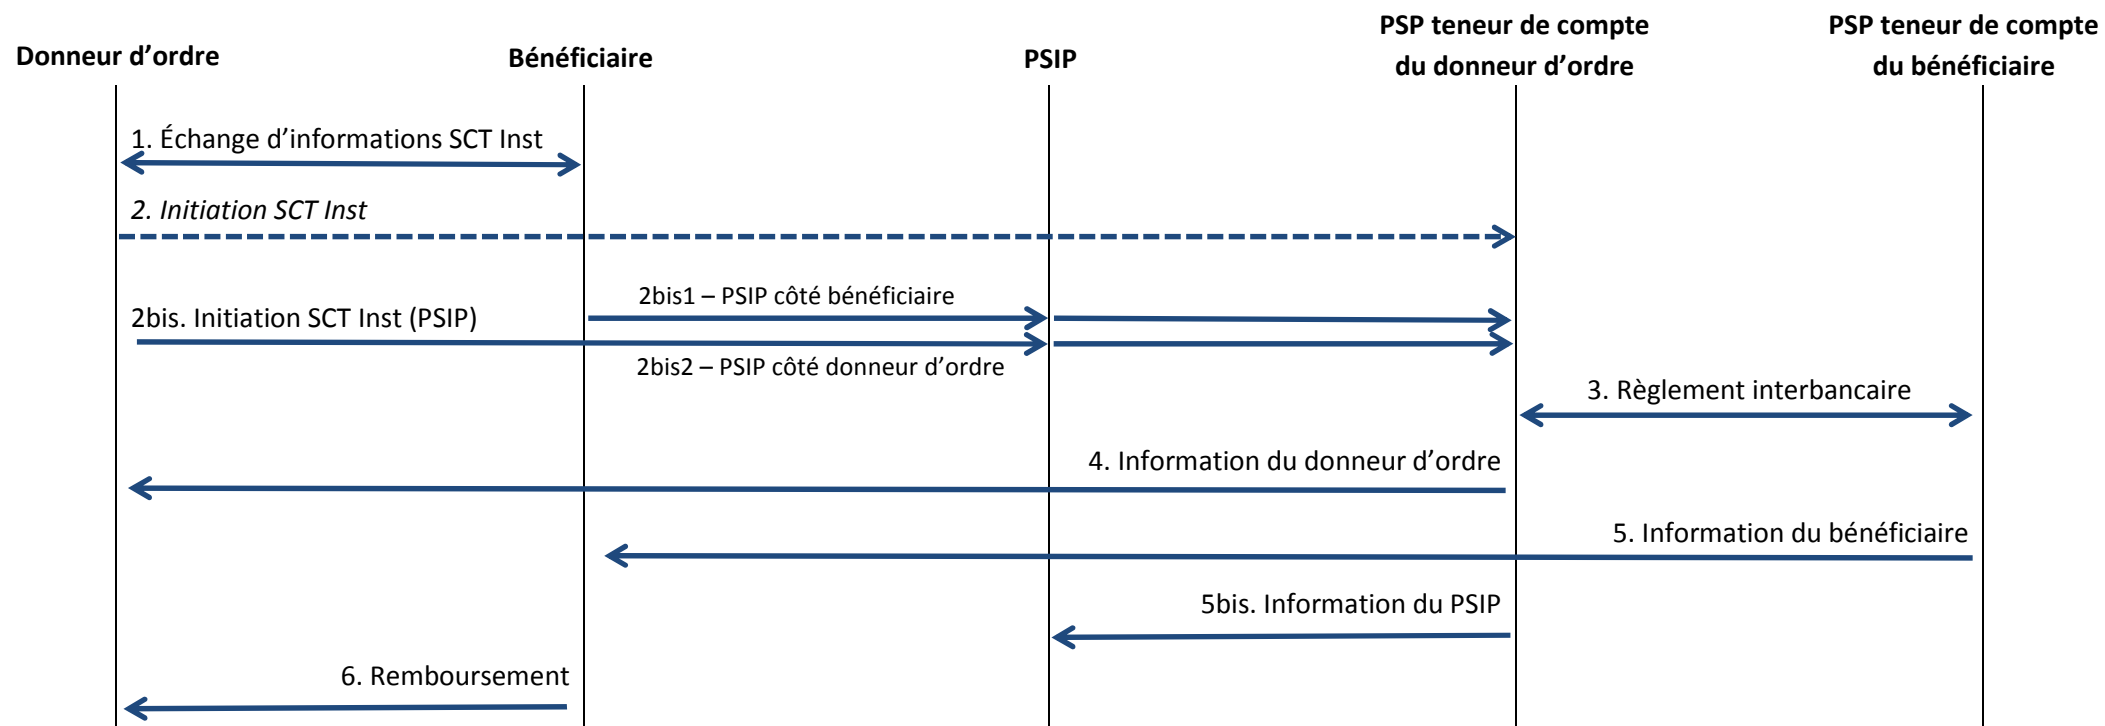 Donneur d’ordre
Bénéficiaire
PSIP
PSP teneur de compte
du donneur d’ordre
PSP teneur de compte
du bénéficiaire
1. Échange d’informations SCT Inst
2. Initiation SCT Inst
2bis1 – PSIP côté bénéficiaire
2bis. Initiation SCT Inst (PSIP)
2bis2 – PSIP côté donneur d’ordre
3. Règlement interbancaire
4. Information du donneur d’ordre
5. Information du bénéficiaire
5bis. Information du PSIP
6. Remboursement